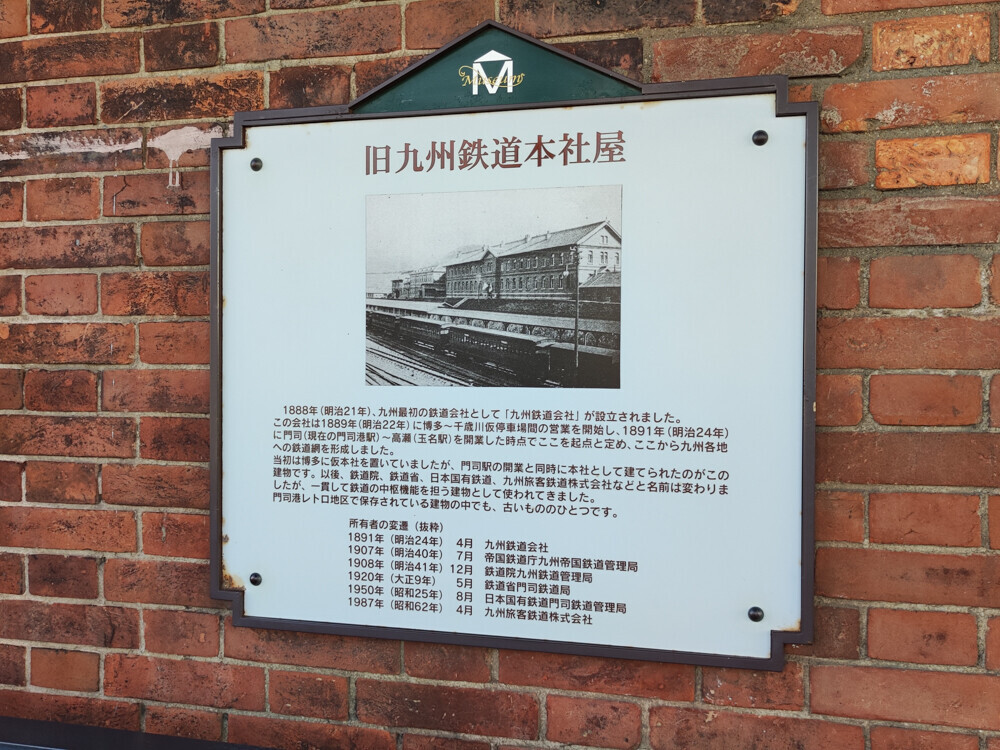 Museum
M
旧九州鉄道本社屋
1888年（明治21年）、九州最初の鉄道会社として「九州鉄道会社」が設立されました。
この会社は1889年（明治22年）に博多～千歳川仮停車場間の営業を開始し、1891年（明治24年）
に門司（現在の門司港駅）～高瀬（玉名駅）を開業した時点でここを起点と定め、ここから九州各地
への鉄道網を形成しました。
当初は博多に仮本社を置いていましたが、門司駅の開業と同時に本社として建てられたのがこの
建物です。以後、鉄道院、鉄道省、日本国有鉄道、九州旅客鉄道株式会社などと名前は変わりま
したが、一貫して鉄道の中枢機能を担う建物として使われてきました。
門司港レトロ地区で保存されている建物の中でも、古いもののひとつです。
所有者の変遷（抜粋）
1891年（明治24年） 4月 九州鉄道会社
1907年（明治40年） 7月 帝国鉄道庁九州帝国鉄道管理局
1908年（明治41年）12月 鉄道院九州鉄道管理局
1920年（大正9年） 5月 鉄道省門司鉄道局
1950年（昭和25年） 8月 日本国有鉄道門司鉄道管理局
1987年（昭和62年） 4月 九州旅客鉄道株式会社